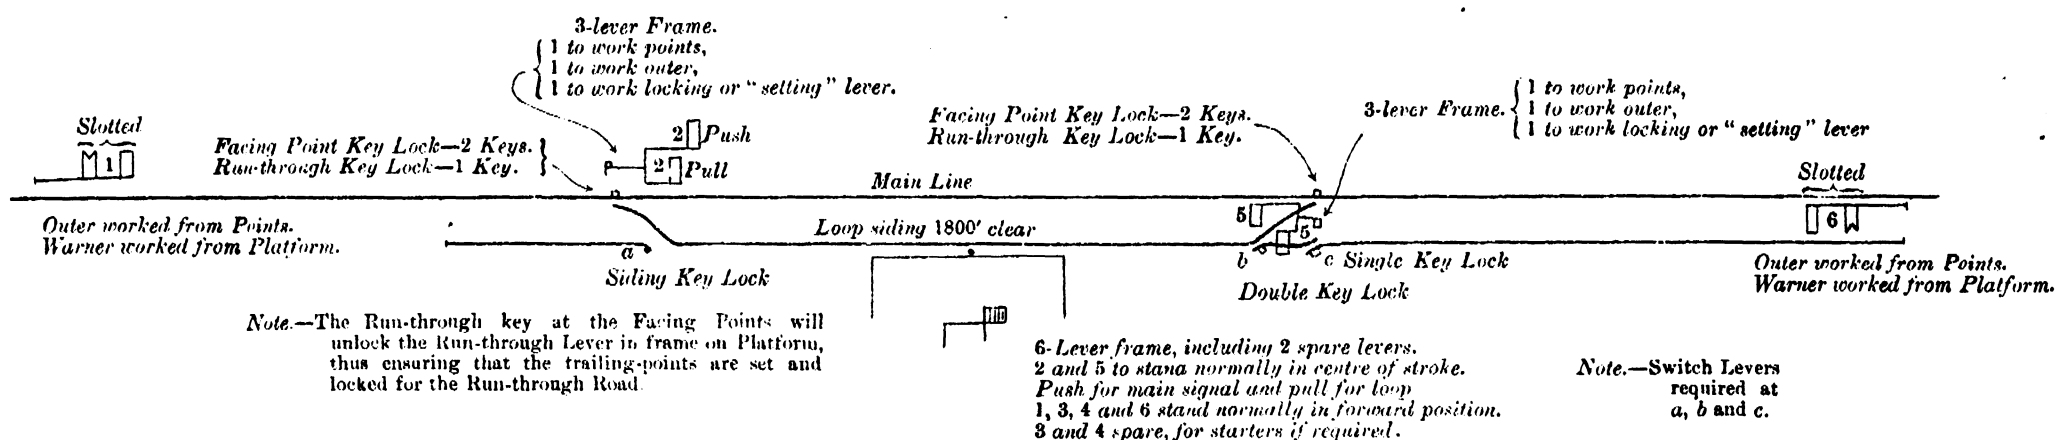 3-lever Frame.
1 to work points,
1 to work outer,
1 to work locking or "setting" lever.
Slotted
1
Facing Point Key Lock—2 Keys.
Run-through Key Lock—1 Key.
2 Push
2 Pull
Main Line
Facing Point Key Lock—2 Keys.
Run-through Key Lock—1 Key.
3-lever Frame.
1 to work points,
1 to work outer,
1 to work locking or "setting" lever
Slotted
6
Outer worked from Points.
Warner worked from Platform.
a
Siding Key Lock
Loop siding 1800' clear
5
5
b
c Single Key Lock
Double Key Lock
Outer worked from Points.
Warner worked from Platform.
Note.—The Run-through key at the Facing Points will
unlock the Run-through Lever in frame on Platform,
thus ensuring that the trailing-points are set and
locked for the Run-through Road.
6-Lever frame, including 2 spare levers.
2 and 5 to stand normally in centre of stroke.
Push for main signal and pull for loop
1, 3, 4 and 6 stand normally in forward position.
3 and 4 spare, for starters if required.
Note.—Switch Levers
required at
a, b and c.